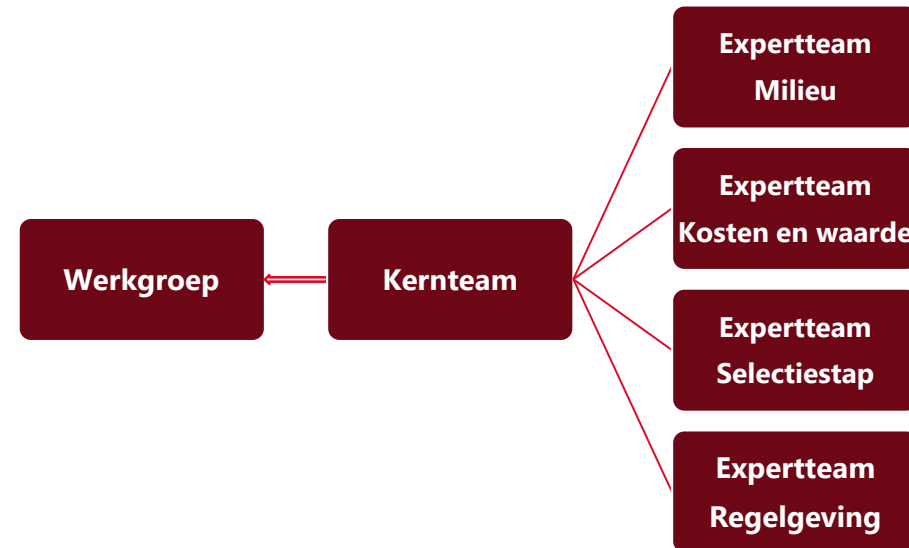 Werkgroep
Kernteam
Expertteam
Milieu
Expertteam
Kosten en waarde
Expertteam
Selectiestap
Expertteam
Regelgeving